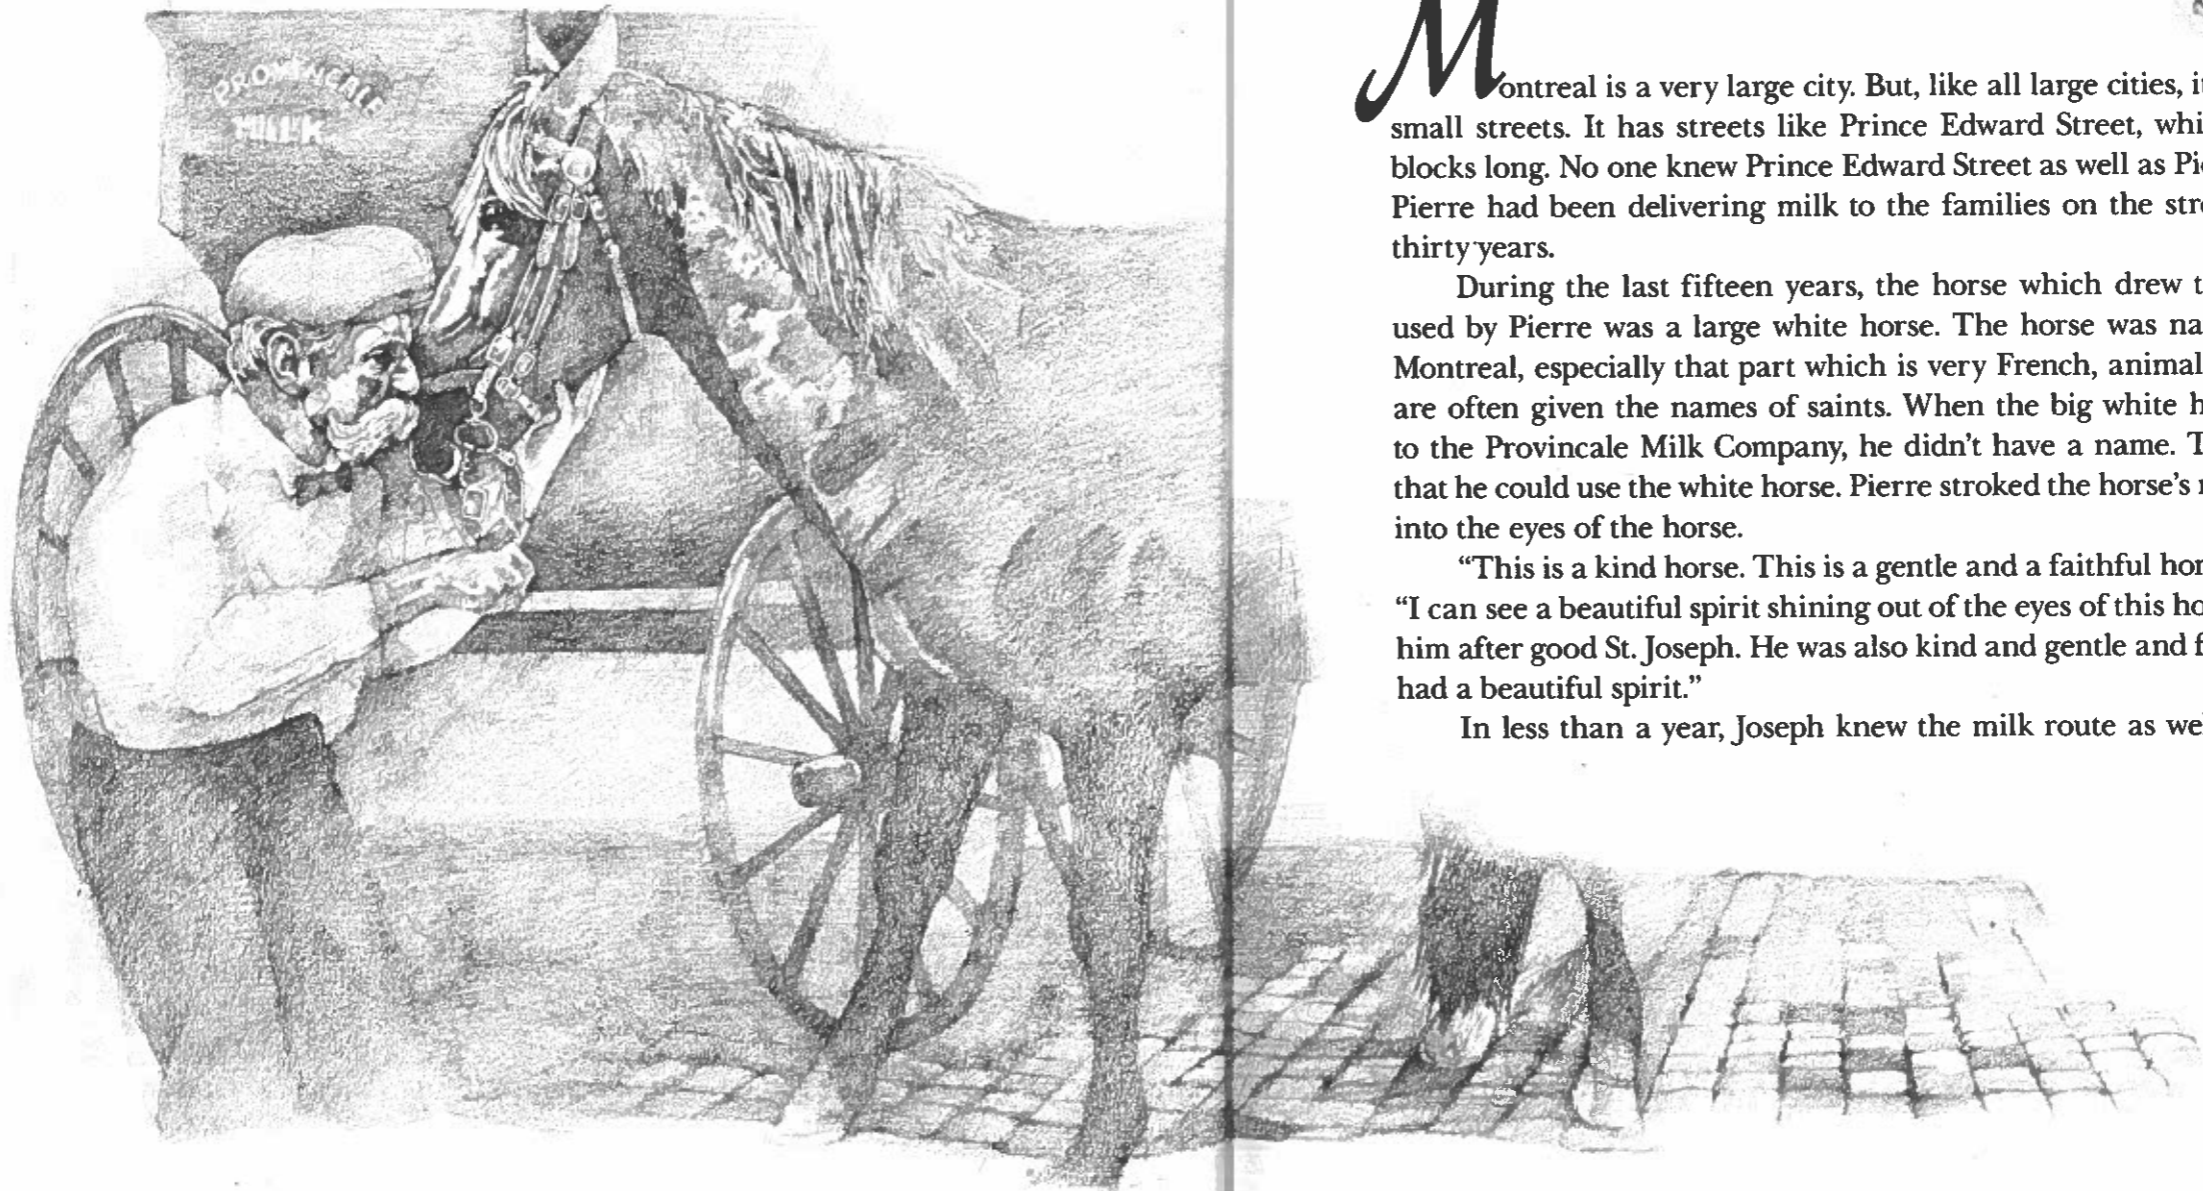 PROVINCALE
MILK
Montreal is a very large city. But, like all large cities, it
small streets. It has streets like Prince Edward Street, whi
blocks long. No one knew Prince Edward Street as well as Pie
Pierre had been delivering milk to the families on the stre
thirty years.
During the last fifteen years, the horse which drew t
used by Pierre was a large white horse. The horse was na
Montreal, especially that part which is very French, animal
are often given the names of saints. When the big white h
to the Provincale Milk Company, he didn't have a name. T
that he could use the white horse. Pierre stroked the horse's
into the eyes of the horse.
“This is a kind horse. This is a gentle and a faithful hor
“I can see a beautiful spirit shining out of the eyes of this ho
him after good St. Joseph. He was also kind and gentle and f
had a beautiful spirit.”
In less than a year, Joseph knew the milk route as we